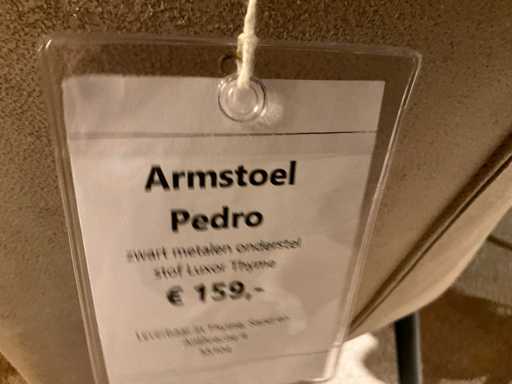 Armstoel
Pedro
zwart metalen onderstel
stof Luxor Thyme
€ 159,-